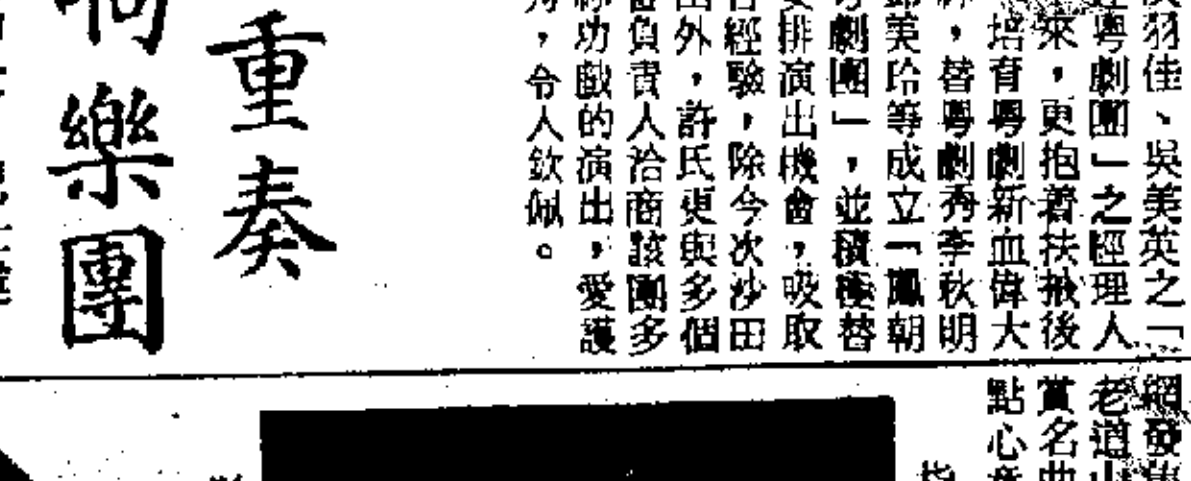 羽佳、吳美英之「
粵劇團」之經理人
來，更抱着扶掖後
培育粵劇新血偉大
，替粵劇秀李秋明
美玲等成立「鳳朝
劇團」，並積極替
排演出機會，吸取
經驗，除今次沙田
外，許氏更與多個
負責人洽商該團多
功戲的演出，愛護
，令人欽佩。
重奏
樂團
網發
老道山
賞名曲
點心